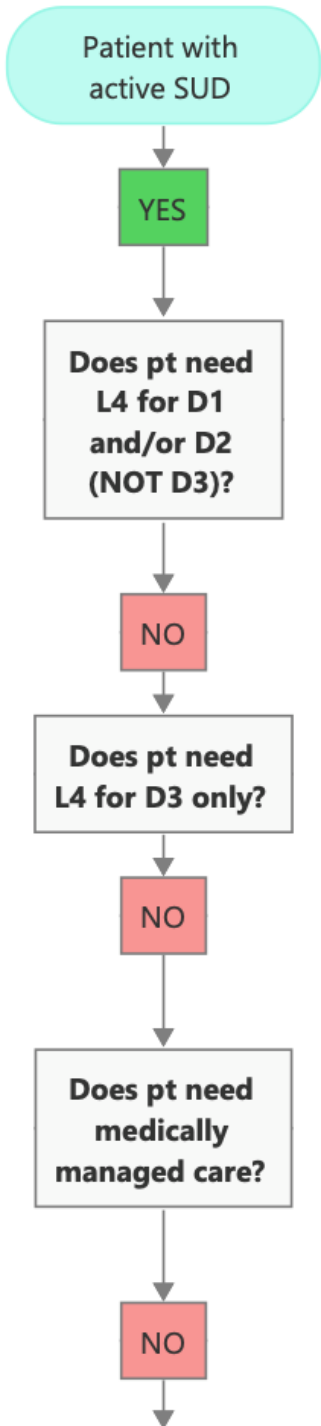 Patient with
active SUD
YES
Does pt need
L4 for D1
and/or D2
(NOT D3)?
NO
Does pt need
L4 for D3 only?
NO
Does pt need
medically
managed care?
NO